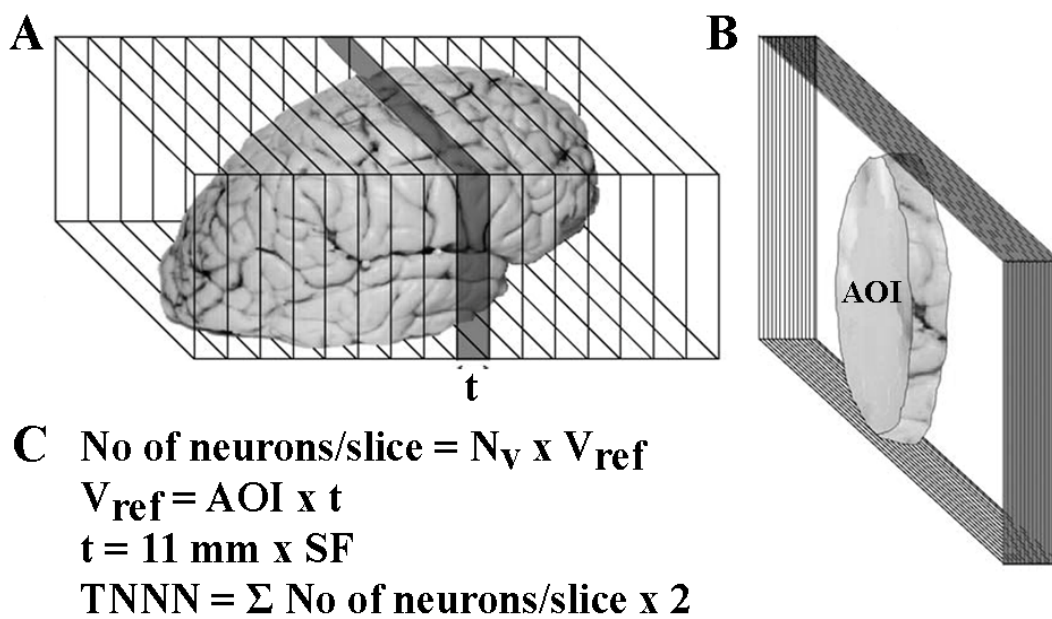 A
B
AOI
t
C No of neurons/slice = Nv x Vref
Vref = AOI x t
t = 11 mm x SF
TNNN = Σ No of neurons/slice x 2